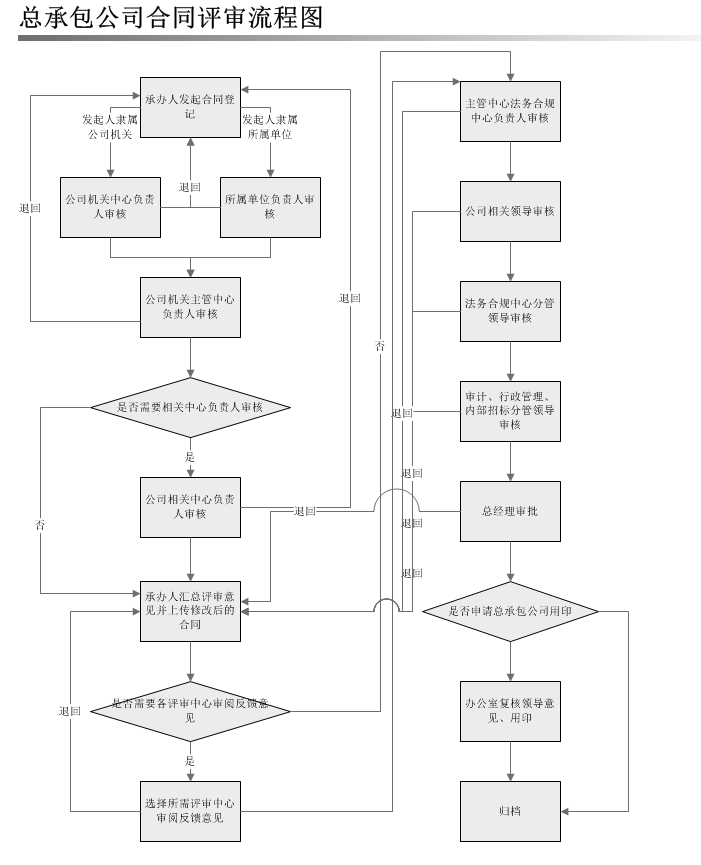 总承包公司合同评审流程图
承办人发起合同登
记
发起人隶属
公司机关
发起人隶属
所属单位
公司机关中心负责
人审核
退回
所属单位负责人审
核
退回
公司机关主管中心
负责人审核
退回
是否需要相关中心负责人审核
是
否
公司相关中心负责
人审核
退回
承办人汇总评审意
见并上传修改后的
合同
是否需要各评审中心审阅反馈意
见
否
退回
是
选择所需评审中心
审阅反馈意见
主管中心法务合规
中心负责人审核
公司相关领导审核
法务合规中心分管
领导审核
审计、行政管理、
内部招标分管领导
审核
退回
退回
总经理审批
退回
退回
是否申请总承包公司用印
办公室复核领导意
见、用印
归档